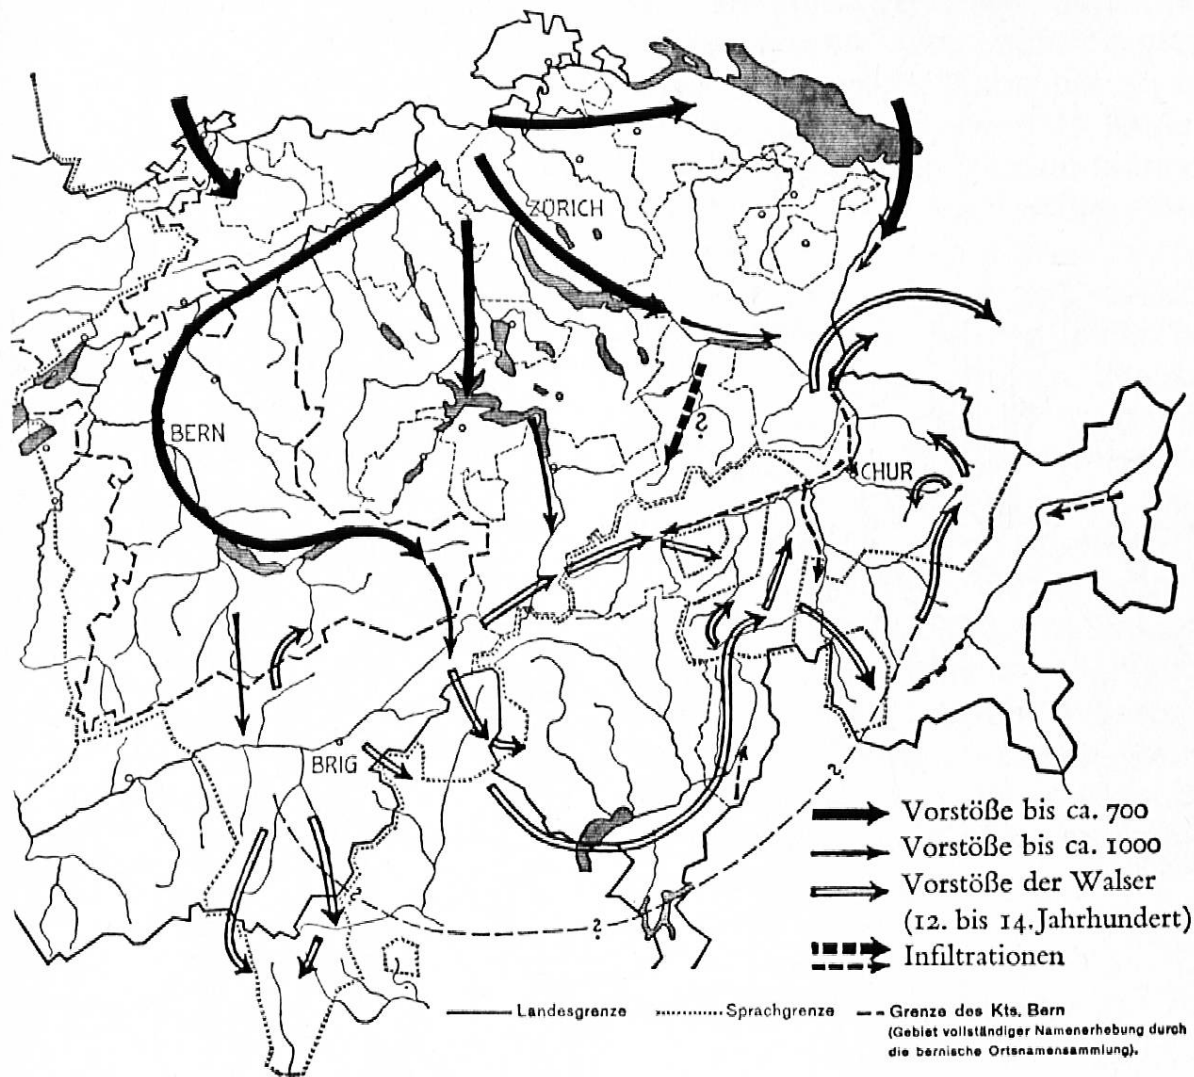 ZÜRICH
BERN
CHUR
BRIG
?
?
?
Vorstöße bis ca. 700
Vorstöße bis ca. 1000
Vorstöße der Walser
(12. bis 14. Jahrhundert)
Infiltrationen
Landesgrenze
Sprachgrenze
Grenze des Kts. Bern
(Gebiet vollständiger Namenerhebung durch
die bernische Ortsnamensammlung).